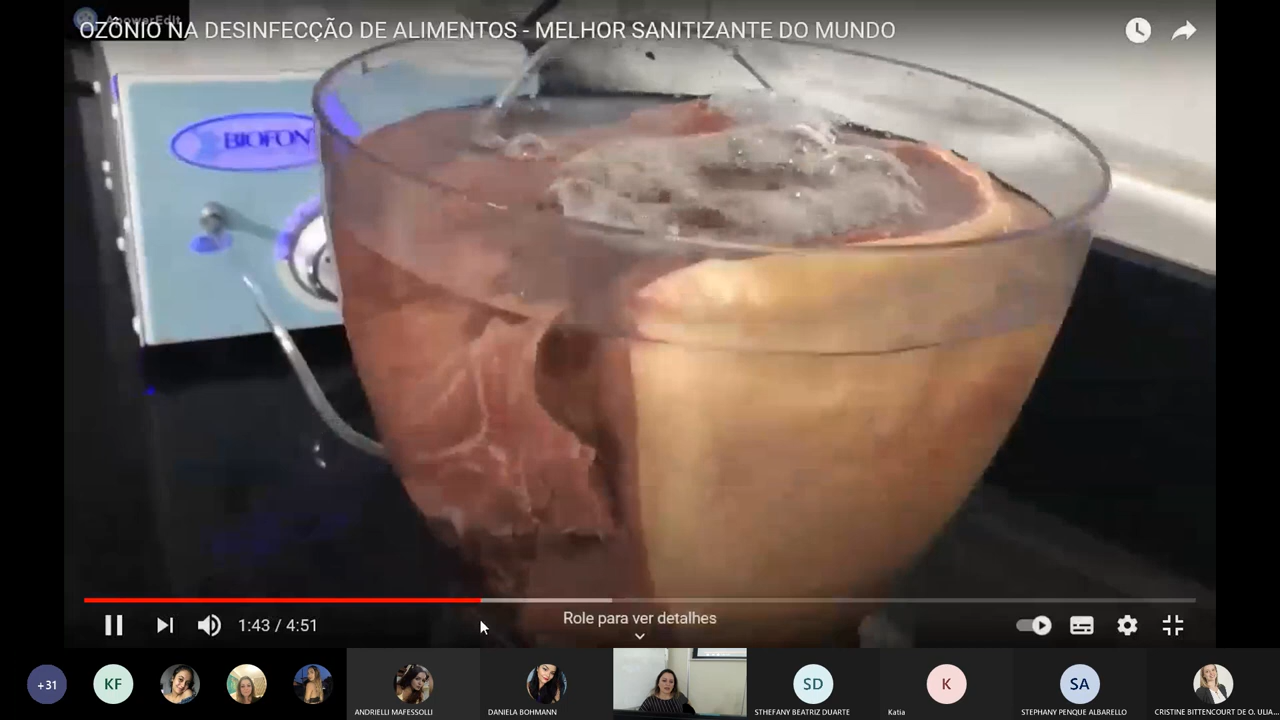 OZÔNIO NA DESINFECÇÃO DE ALIMENTOS - MELHOR SANITIZANTE DO MUNDO
BIOFON
1:43 / 4:51
Role para ver detalhes
+31
KF
SD
K
SA
ANDRIELLI MAFESSOLLI
DANIELA BOHMANN
STHEFANY BEATRIZ DUARTE
Katia
STEPHANY PENQUE ALBARELLO
CRISTINE BITTENCOURT DE O. ULIA...